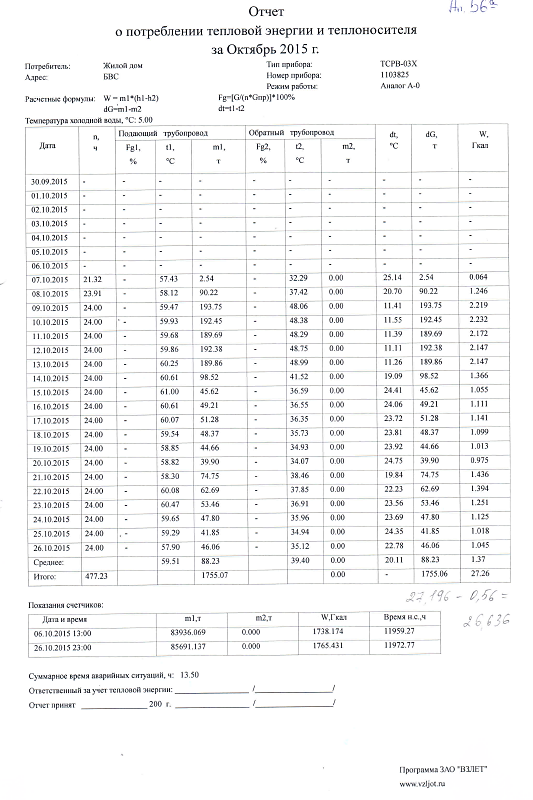 Ап. 56а
Отчет
о потреблении тепловой энергии и теплоносителя
за Октябрь 2015 г.
Потребитель: Жилой дом Тип прибора: ТСРВ-03Х
Адрес: БВС Номер прибора: 1103825
Режим работы: Аналог А-0
Расчетные формулы: W = m1*(h1-h2) Fg=[G/(n*Gnp)]*100%
dG=m1-m2 dt=t1-t2
Температура холодной воды, °С: 5.00
Дата n, ч Подающий трубопровод Обратный трубопровод dt, °С dG, т W, Гкал
Fg1, % t1, °С m1, т Fg2, % t2, °С m2, т
30.09.2015 - - - - - - - - - -
01.10.2015 - - - - - - - - - -
02.10.2015 - - - - - - - - - -
03.10.2015 - - - - - - - - - -
04.10.2015 - - - - - - - - - -
05.10.2015 - - - - - - - - - -
06.10.2015 - - - - - - - - - -
07.10.2015 21.32 - 57.43 2.54 - 32.29 0.00 25.14 2.54 0.064
08.10.2015 23.91 - 58.12 90.22 - 37.42 0.00 20.70 90.22 1.246
09.10.2015 24.00 - 59.47 193.75 - 48.06 0.00 11.41 193.75 2.219
10.10.2015 24.00 - 59.93 192.45 - 48.38 0.00 11.55 192.45 2.232
11.10.2015 24.00 - 59.68 189.69 - 48.29 0.00 11.39 189.69 2.172
12.10.2015 24.00 - 59.86 192.38 - 48.75 0.00 11.11 192.38 2.147
13.10.2015 24.00 - 60.25 189.86 - 48.99 0.00 11.26 189.86 2.147
14.10.2015 24.00 - 60.61 98.52 - 41.52 0.00 19.09 98.52 1.366
15.10.2015 24.00 - 61.00 45.62 - 36.59 0.00 24.41 45.62 1.055
16.10.2015 24.00 - 60.61 49.21 - 36.55 0.00 24.06 49.21 1.111
17.10.2015 24.00 - 60.07 51.28 - 36.35 0.00 23.72 51.28 1.141
18.10.2015 24.00 - 59.54 48.37 - 35.73 0.00 23.81 48.37 1.099
19.10.2015 24.00 - 58.85 44.66 - 34.93 0.00 23.92 44.66 1.013
20.10.2015 24.00 - 58.82 39.90 - 34.07 0.00 24.75 39.90 0.975
21.10.2015 24.00 - 58.30 74.75 - 38.46 0.00 19.84 74.75 1.436
22.10.2015 24.00 - 60.08 62.69 - 37.85 0.00 22.23 62.69 1.394
23.10.2015 24.00 - 60.47 53.46 - 36.91 0.00 23.56 53.46 1.251
24.10.2015 24.00 - 59.65 47.80 - 35.96 0.00 23.69 47.80 1.125
25.10.2015 24.00 - 59.29 41.85 - 34.94 0.00 24.35 41.85 1.018
26.10.2015 24.00 - 57.90 46.06 - 35.12 0.00 22.78 46.06 1.045
Среднее: 59.51 88.23 39.40 20.11 88.23 1.37
Итого: 477.23 1755.07 0.00 - 1755.06 27.26
27,196 - 0,56 =
26,636
Показания счетчиков:
Дата и время m1,т m2,т W,Гкал Время н.с.,ч
06.10.2015 13:00 83936.069 0.000 1738.174 11959.27
26.10.2015 23:00 85691.137 0.000 1765.431 11972.77
Суммарное время аварийных ситуаций, ч: 13.50
Ответственный за учет тепловой энергии: ____________________ /____________________/
Отчет принят ________________ 200 г. ____________________ /____________________/
Программа ЗАО "ВЗЛЕТ"
www.vzljot.ru